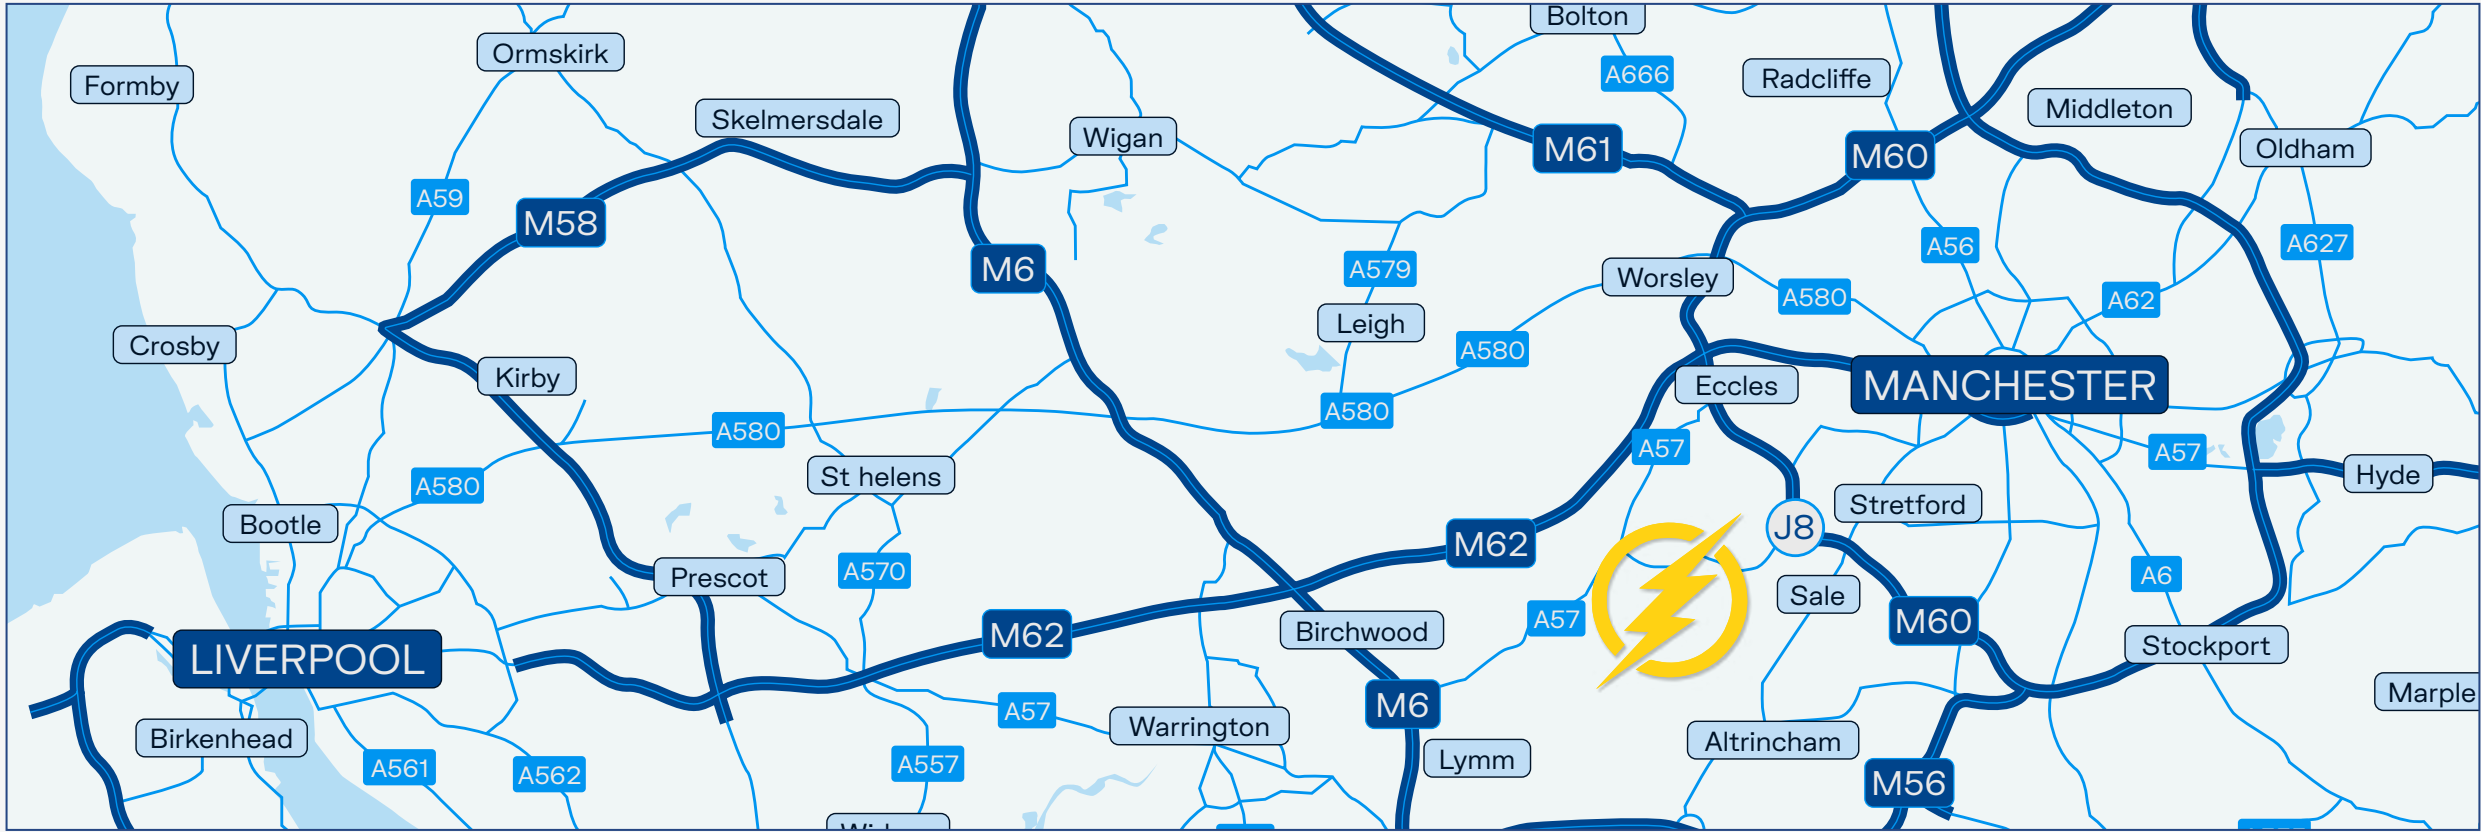 Bolton
Ormskirk
Formby
A666
Radcliffe
Middleton
Skelmersdale
Wigan
M61
M60
Oldham
A59
M58
A56
A627
M6
A579
Worsley
A580
A62
Leigh
Crosby
A580
Kirby
Eccles
MANCHESTER
A580
A580
A57
A57
St helens
Hyde
A580
Bootle
Stretford
J8
M62
A570
Prescot
A6
Sale
A57
M60
M62
Birchwood
Stockport
LIVERPOOL
Marple
M6
A57
Warrington
Birkenhead
Altrincham
Lymm
A557
A561
A562
M56